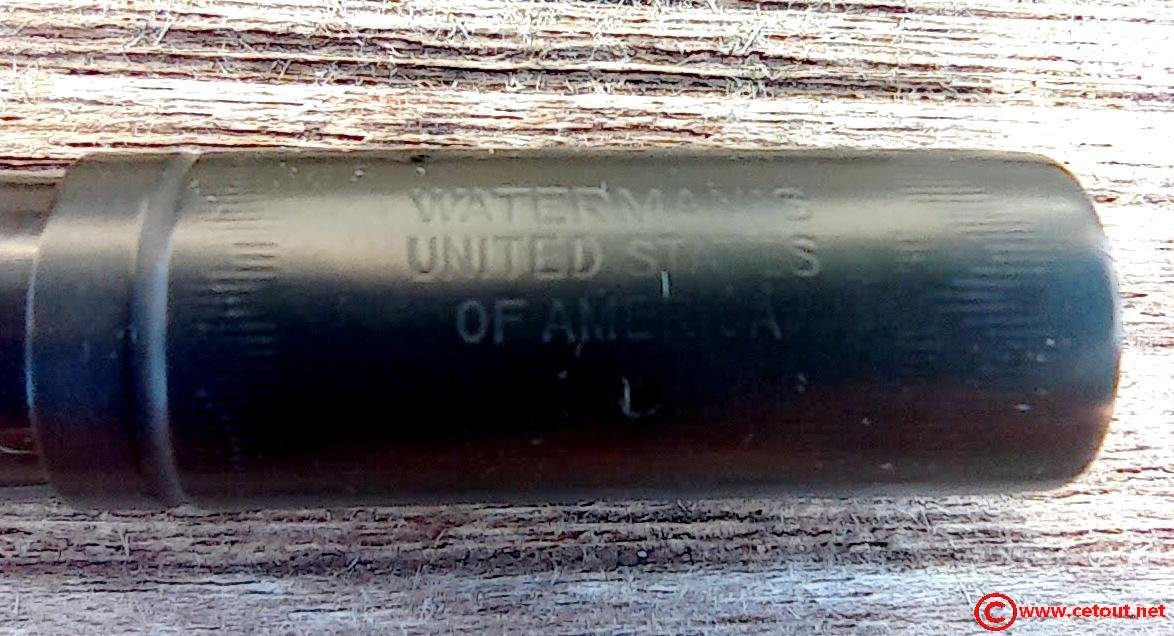 WATERMAN'S
UNITED STATES
OF AMERICA
©www.cetout.net